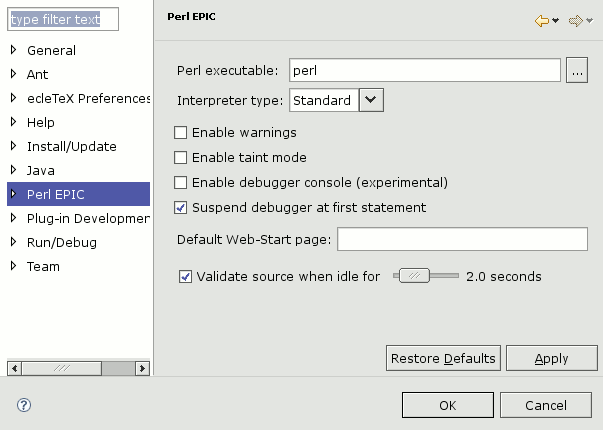 type filter text
General
Ant
ecleTeX Preferences
Help
Install/Update
Java
Perl EPIC
Plug-in Developmen
Run/Debug
Team
Perl EPIC
Perl executable: perl ...
Interpreter type: Standard
Enable warnings
Enable taint mode
Enable debugger console (experimental)
Suspend debugger at first statement
Default Web-Start page:
Validate source when idle for 2.0 seconds
Restore Defaults Apply
? OK Cancel